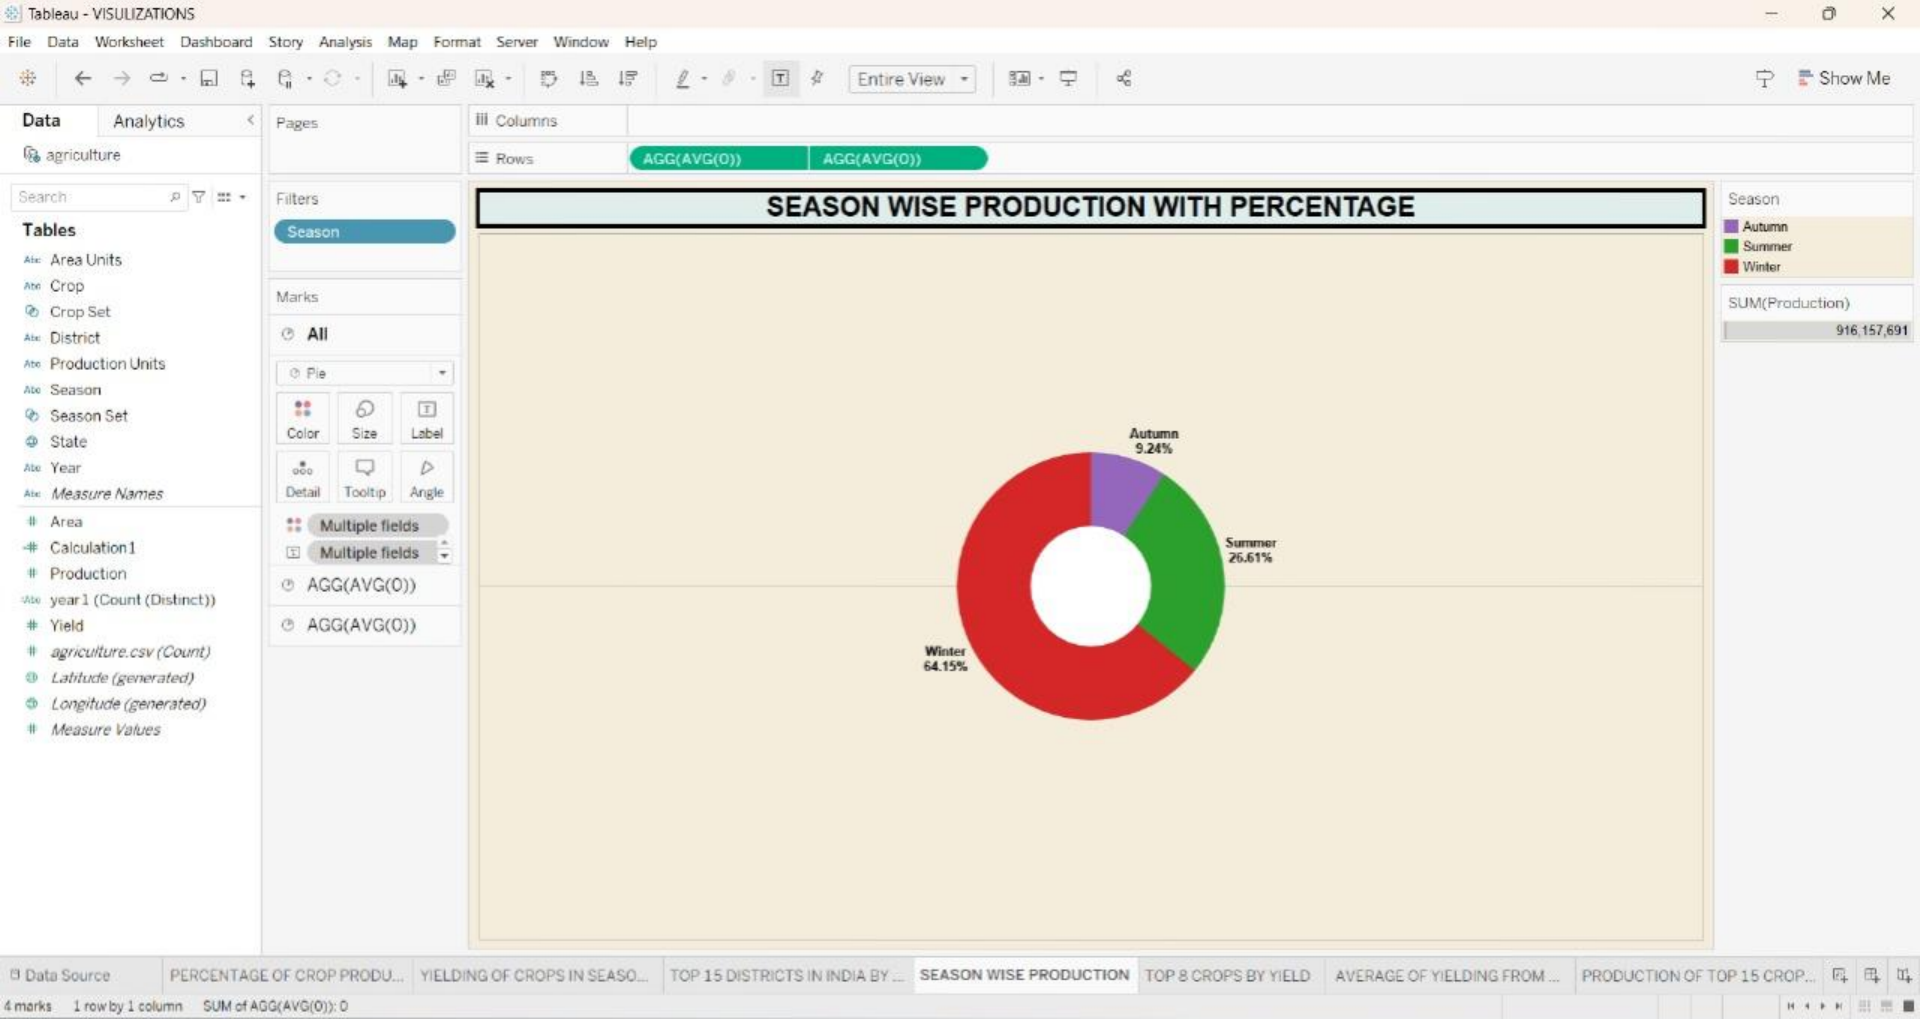 Tableau - VISULIZATIONS
File Data Worksheet Dashboard Story Analysis Map Format Server Window Help
Entire View
Show Me
Data Analytics
agriculture
Search
Tables
Abc Area Units
Abc Crop
Crop Set
Abc District
Abc Production Units
Abc Season
Season Set
State
Abc Year
Abc Measure Names
# Area
=# Calculation1
# Production
=Abc year1 (Count (Distinct))
# Yield
# agriculture.csv (Count)
Latitude (generated)
Longitude (generated)
# Measure Values
Pages
Filters
Season
Marks
All
Pie
Color Size Label
Detail Tooltip Angle
Multiple fields
Multiple fields
AGG(AVG(0))
AGG(AVG(0))
Columns
Rows AGG(AVG(0)) AGG(AVG(0))
SEASON WISE PRODUCTION WITH PERCENTAGE
Autumn
9.24%
Summer
26.61%
Winter
64.15%
Season
Autumn
Summer
Winter
SUM(Production)
916,157,691
Data Source PERCENTAGE OF CROP PRODU... YIELDING OF CROPS IN SEASO... TOP 15 DISTRICTS IN INDIA BY ... SEASON WISE PRODUCTION TOP 8 CROPS BY YIELD AVERAGE OF YIELDING FROM ... PRODUCTION OF TOP 15 CROP...
4 marks 1 row by 1 column SUM of AGG(AVG(0)): 0